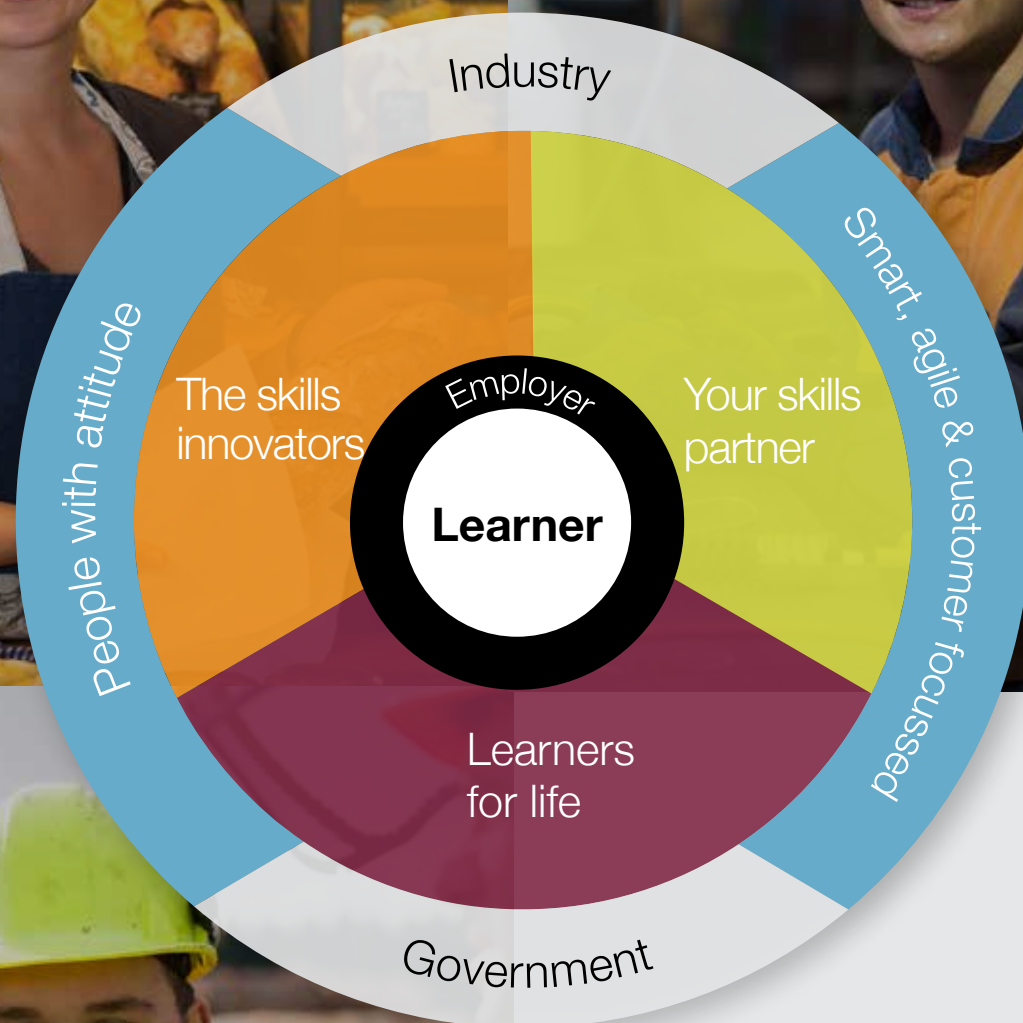 Industry
People with attitude
Smart, agile & customer focussed
The skills
innovators
Employer
Learner
Your skills
partner
Learners
for life
Government